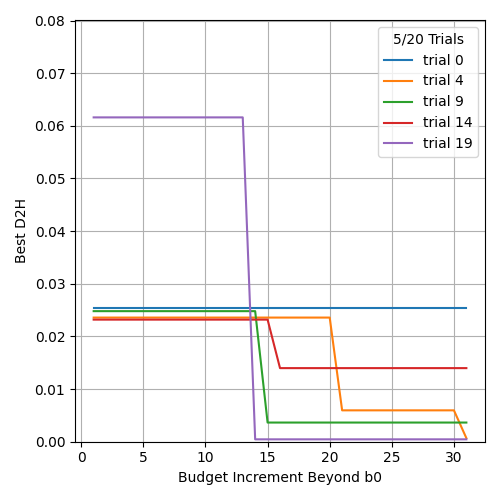 0.08
0.07
0.06
0.05
0.04
0.03
0.02
0.01
0.00
Best D2H
5/20 Trials
trial 0
trial 4
trial 9
trial 14
trial 19
0 5 10 15 20 25 30
Budget Increment Beyond b0